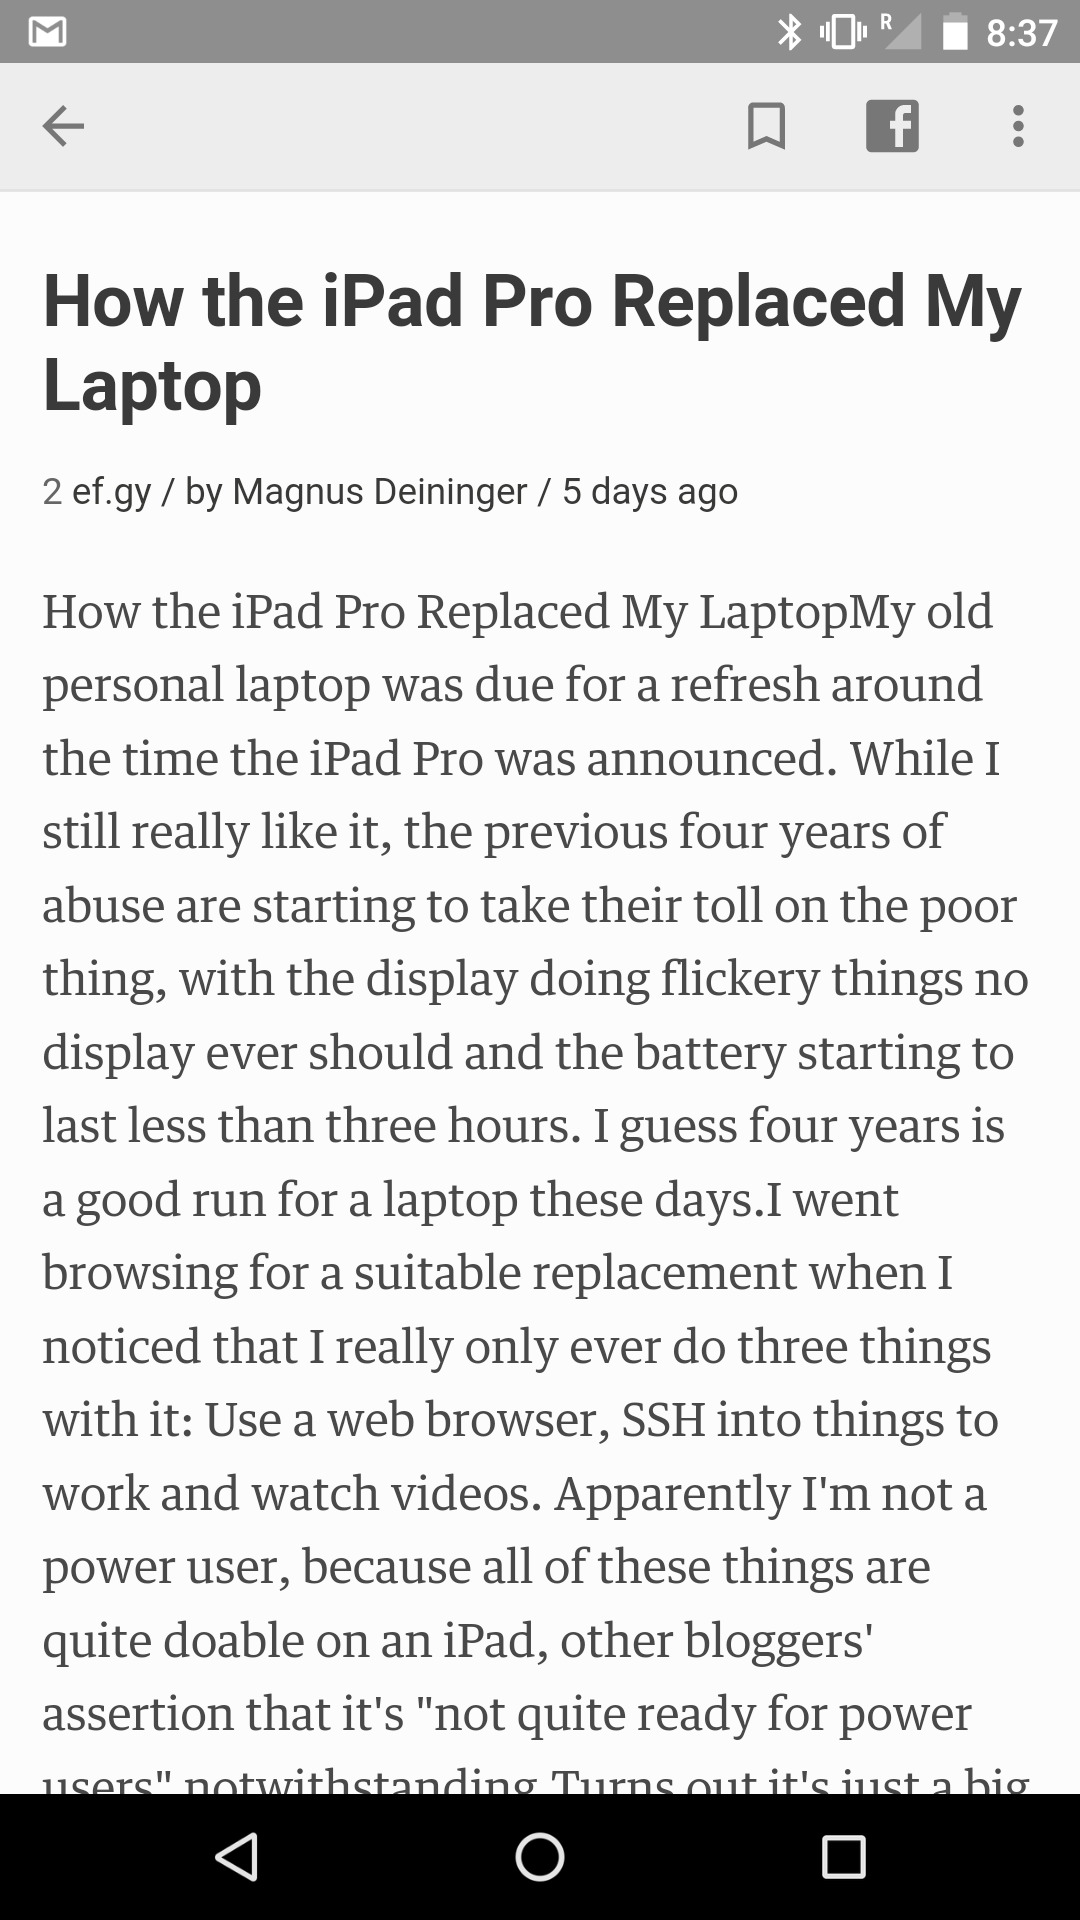 R 8:37
How the iPad Pro Replaced My
Laptop
2 ef.gy / by Magnus Deininger / 5 days ago
How the iPad Pro Replaced My LaptopMy old
personal laptop was due for a refresh around
the time the iPad Pro was announced. While I
still really like it, the previous four years of
abuse are starting to take their toll on the poor
thing, with the display doing flickery things no
display ever should and the battery starting to
last less than three hours. I guess four years is
a good run for a laptop these days.I went
browsing for a suitable replacement when I
noticed that I really only ever do three things
with it: Use a web browser, SSH into things to
work and watch videos. Apparently I'm not a
power user, because all of these things are
quite doable on an iPad, other bloggers'
assertion that it's "not quite ready for power
users" notwithstanding.Turns out it's just a big